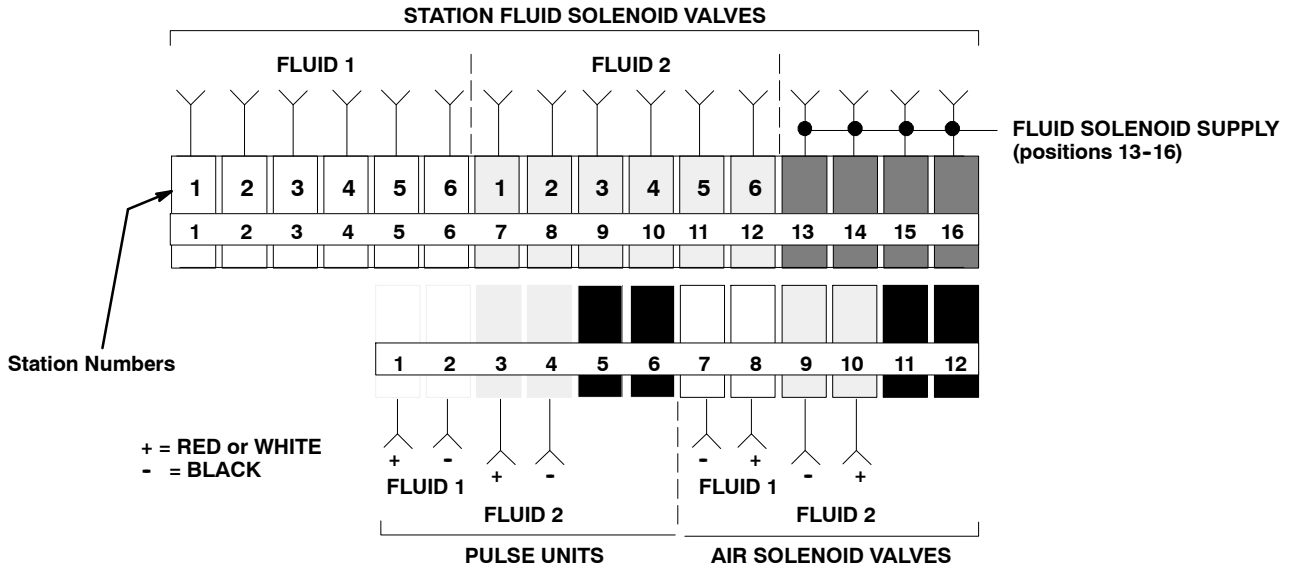 STATION FLUID SOLENOID VALVES
FLUID 1 FLUID 2
FLUID SOLENOID SUPPLY
(positions 13-16)
1 2 3 4 5 6 1 2 3 4 5 6
1 2 3 4 5 6 7 8 9 10 11 12 13 14 15 16
Station Numbers
1 2 3 4 5 6 7 8 9 10 11 12
+ = RED or WHITE
- = BLACK
+ - + - - + - +
FLUID 1 FLUID 1
FLUID 2 FLUID 2
PULSE UNITS AIR SOLENOID VALVES